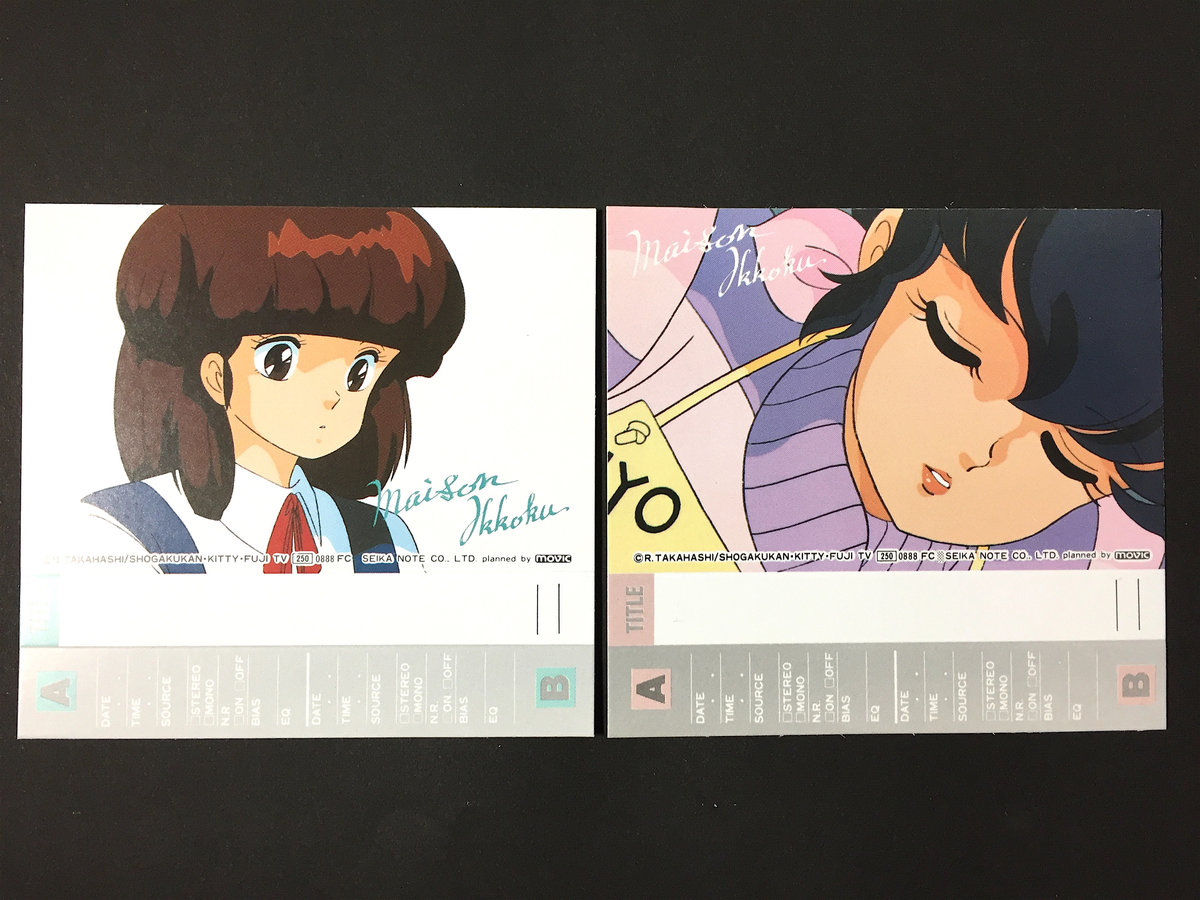 Maison
Ikkoku
R.TAKAHASHI/SHOGAKUKAN・KITTY・FUJI TV 250 0888 FC SEIKA NOTE CO., LTD. planned by movic
TITLE
A
DATE
TIME
SOURCE
□STEREO
□MONO
N.R.
□ON □OFF
BIAS
EQ
DATE
TIME
SOURCE
□STEREO
□MONO
N.R.
□ON □OFF
BIAS
EQ
B
Maison
Ikkoku
YO
©R.TAKAHASHI/SHOGAKUKAN・KITTY・FUJI TV 250 0888 FC SEIKA NOTE CO., LTD. planned by movic
TITLE
A
DATE
TIME
SOURCE
□STEREO
□MONO
N.R.
□ON □OFF
BIAS
EQ
DATE
TIME
SOURCE
□STEREO
□MONO
N.R.
□ON □OFF
BIAS
EQ
B